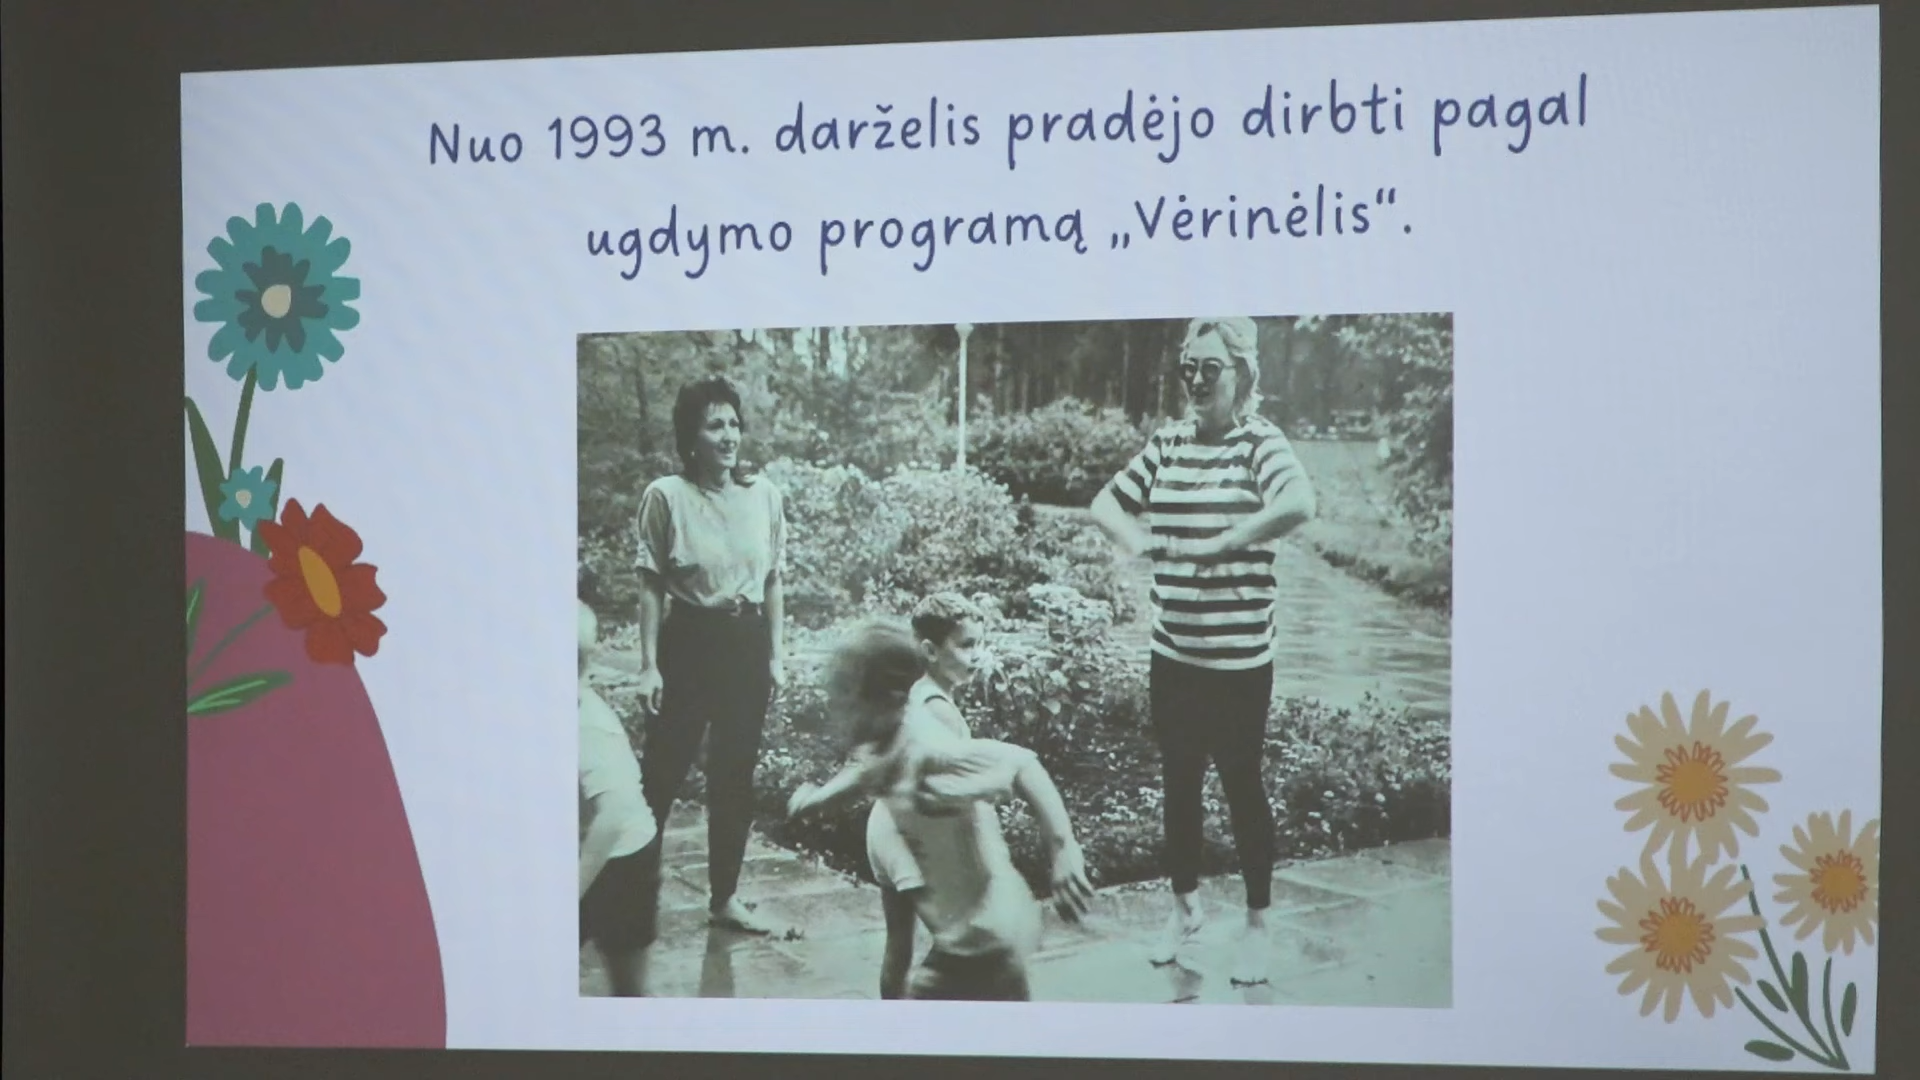 Nuo 1993 m. darželis pradėjo dirbti pagal
ugdymo programą „Vėrinėlis“.